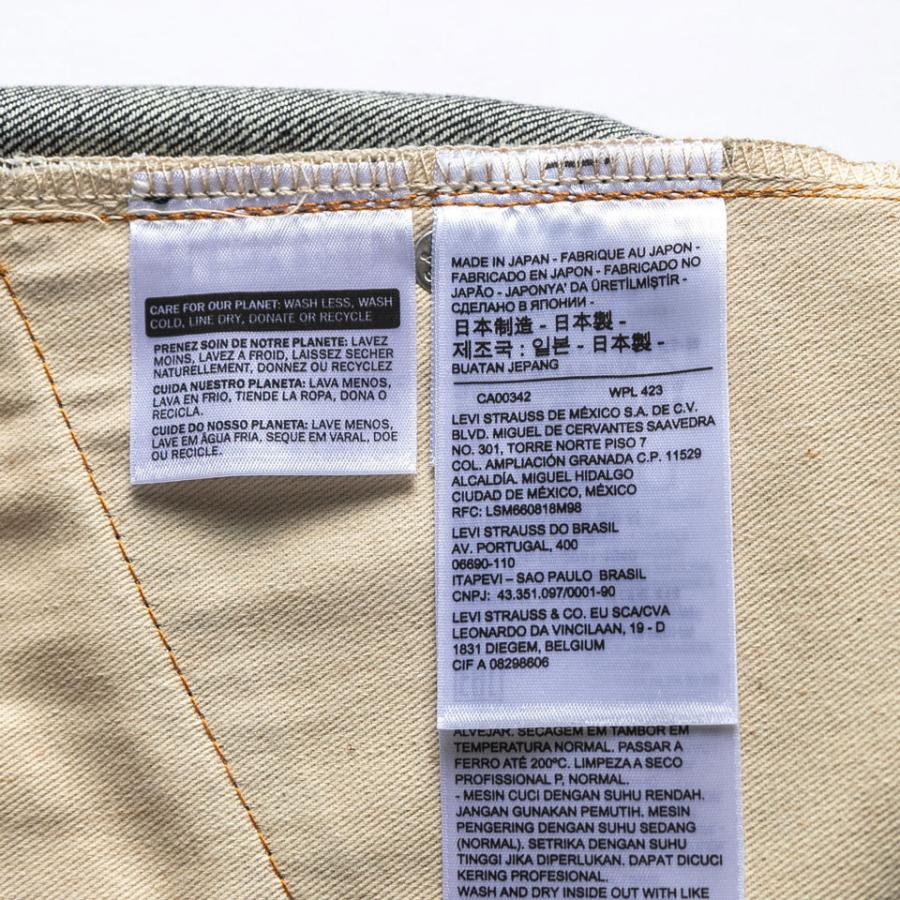 CARE FOR OUR PLANET: WASH LESS, WASH
COLD, LINE DRY, DONATE OR RECYCLE
PRENEZ SOIN DE NOTRE PLANETE: LAVEZ
MOINS, LAVEZ À FROID, LAISSEZ SECHER
NATURELLEMENT, DONNEZ OU RECYCLEZ
CUIDA NUESTRO PLANETA: LAVA MENOS,
LAVA EN FRIO, TIENDE LA ROPA, DONA O
RECICLA.
CUIDE DO NOSSO PLANETA: LAVE MENOS,
LAVE EM ÁGUA FRIA, SEQUE EM VARAL, DOE
OU RECICLE.
MADE IN JAPAN - FABRIQUE AU JAPON -
FABRICADO EN JAPON - FABRICADO NO
JAPÃO - JAPONYA' DA ÜRETİLMİŞTİR -
СДЕЛАНО В ЯПОНИИ -
日本制造 - 日本製 -
제조국 : 일본 - 日本製 -
BUATAN JEPANG
CA00342 WPL 423
LEVI STRAUSS DE MÉXICO S.A. DE C.V.
BLVD. MIGUEL DE CERVANTES SAAVEDRA
NO. 301, TORRE NORTE PISO 7
COL. AMPLIACIÓN GRANADA C.P. 11529
ALCALDÍA. MIGUEL HIDALGO
CIUDAD DE MÉXICO, MÉXICO
RFC: LSM660818M98
LEVI STRAUSS DO BRASIL
AV. PORTUGAL, 400
06690-110
ITAPEVI – SAO PAULO BRASIL
CNPJ: 43.351.097/0001-90
LEVI STRAUSS & CO. EU SCA/CVA
LEONARDO DA VINCILAAN, 19 - D
1831 DIEGEM, BELGIUM
CIF A 08298606
ALVEJAR. SECAGEM EM TAMBOR EM
TEMPERATURA NORMAL. PASSAR A
FERRO ATÉ 200ºC. LIMPEZA A SECO
PROFISSIONAL P, NORMAL.
- MESIN CUCI DENGAN SUHU RENDAH.
JANGAN GUNAKAN PEMUTIH. MESIN
PENGERING DENGAN SUHU SEDANG
(NORMAL). SETRIKA DENGAN SUHU
TINGGI JIKA DIPERLUKAN. DAPAT DICUCI
KERING PROFESIONAL.
WASH AND DRY INSIDE OUT WITH LIKE